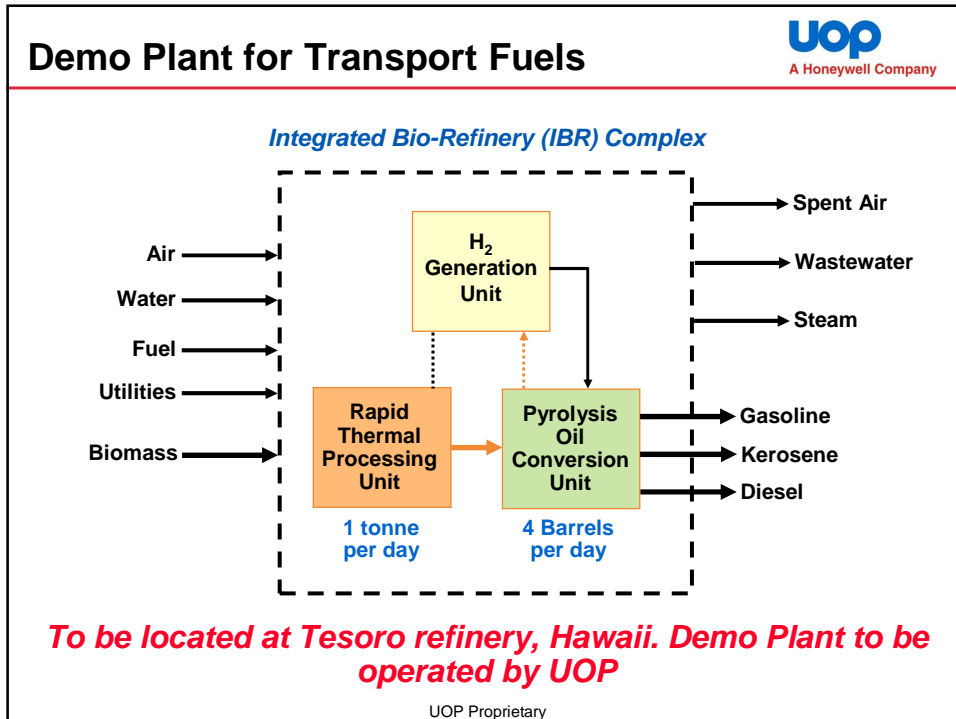 Demo Plant for Transport Fuels
uop
A Honeywell Company
Integrated Bio-Refinery (IBR) Complex
Air
Water
Fuel
Utilities
Biomass
H2
Generation
Unit
Rapid
Thermal
Processing
Unit
1 tonne
per day
Pyrolysis
Oil
Conversion
Unit
4 Barrels
per day
Spent Air
Wastewater
Steam
Gasoline
Kerosene
Diesel
To be located at Tesoro refinery, Hawaii. Demo Plant to be
operated by UOP
UOP Proprietary